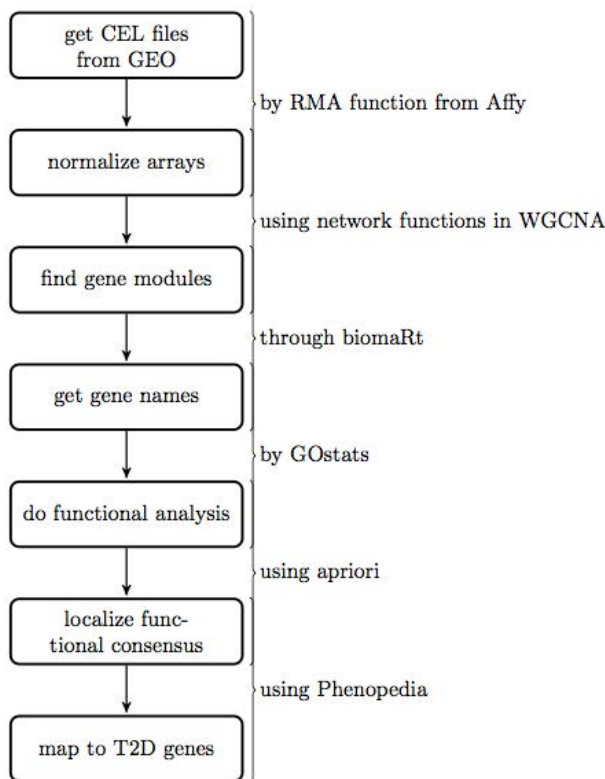 get CEL files
from GEO
by RMA function from Affy
normalize arrays
using network functions in WGCNA
find gene modules
through biomaRt
get gene names
by GOstats
do functional analysis
using apriori
localize func-
tional consensus
using Phenopedia
map to T2D genes